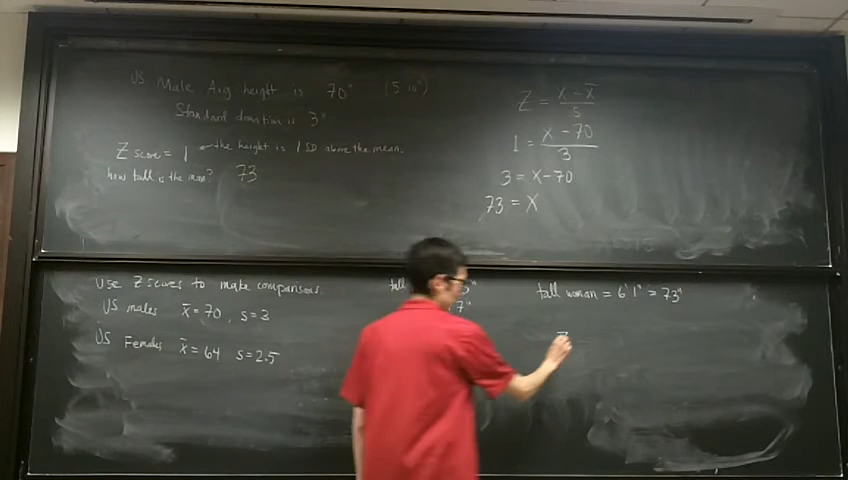 US Male Avg height is 70" (5'10")
Standard deviation is 3"
Z score = 1 the height is 1 SD above the mean.
how tall is the man? 73
Z = x - x̄ / s
1 = x - 70 / 3
3 = x - 70
73 = x
Use Z scores to make comparisons.
US males x̄ = 70, s = 3
US Females x̄ = 64 s = 2.5
tall
7"
tall woman = 6'1" = 73"